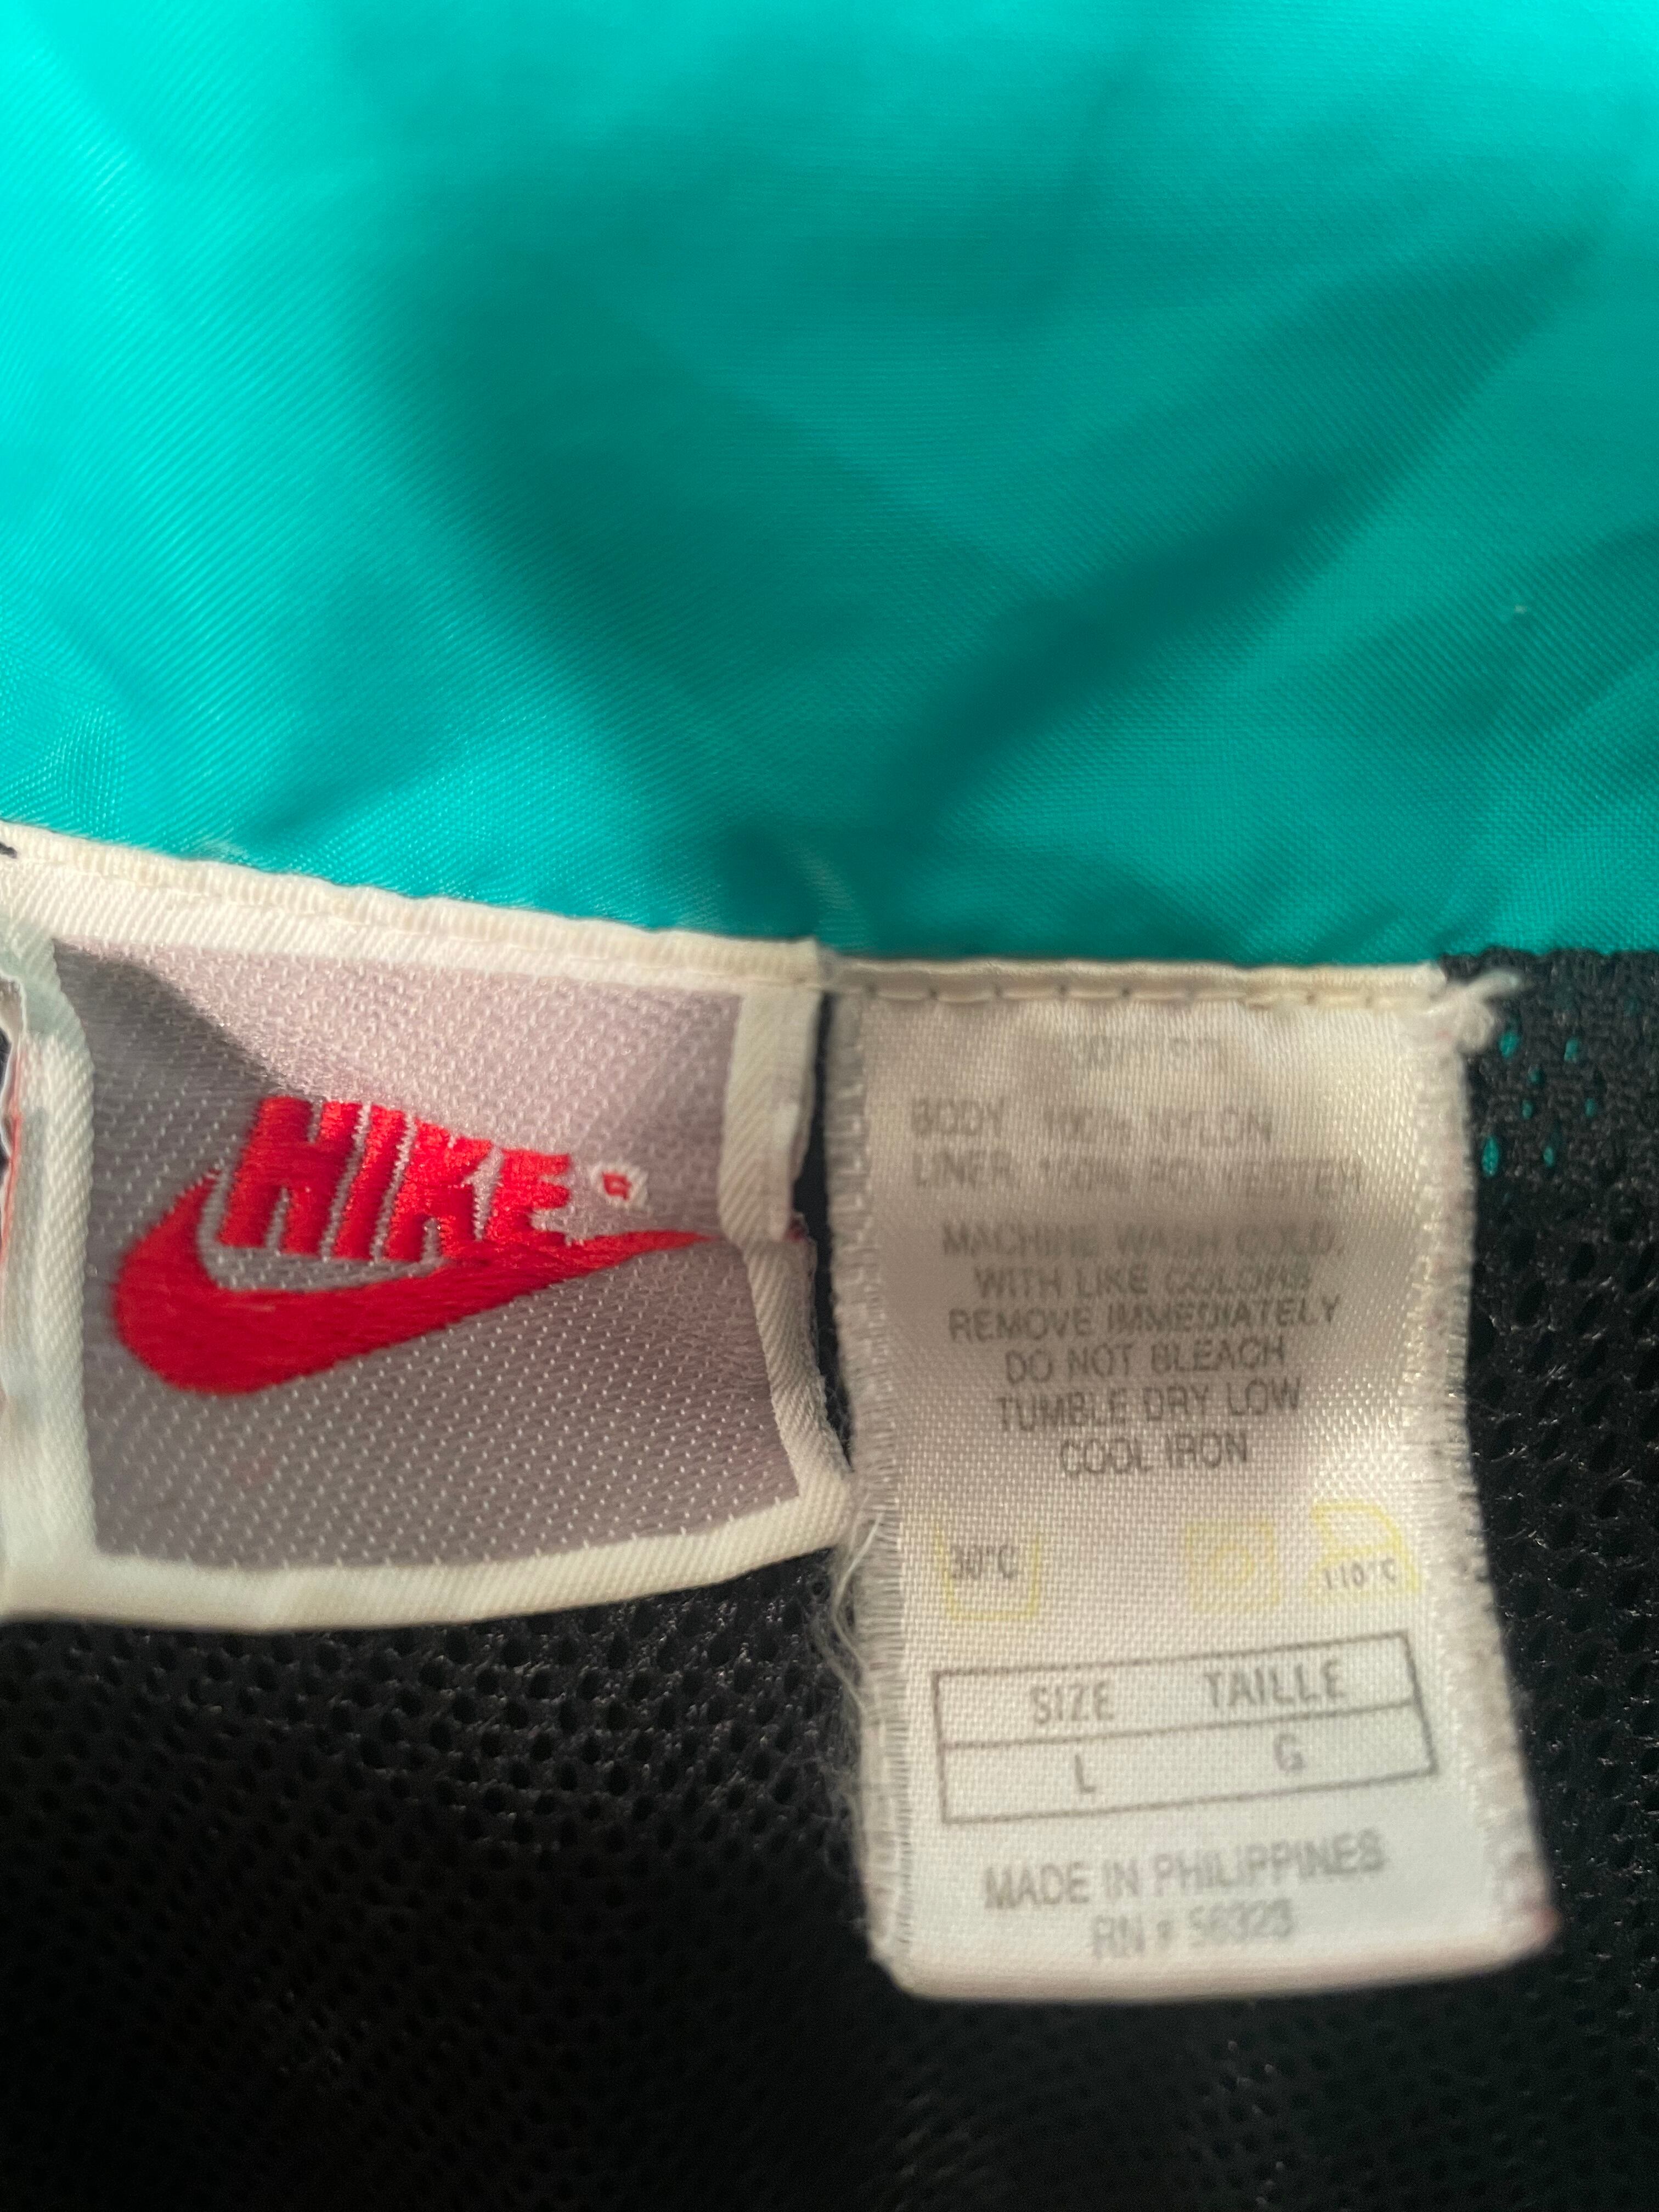 NIKE®
BODY 100% NYLON
LINER 100% POLYESTER
MACHINE WASH COLD,
WITH LIKE COLORS
REMOVE IMMEDIATELY
DO NOT BLEACH
TUMBLE DRY LOW
COOL IRON
30°C 110°C
SIZE TAILLE
L G
MADE IN PHILIPPINES
RN # 56323